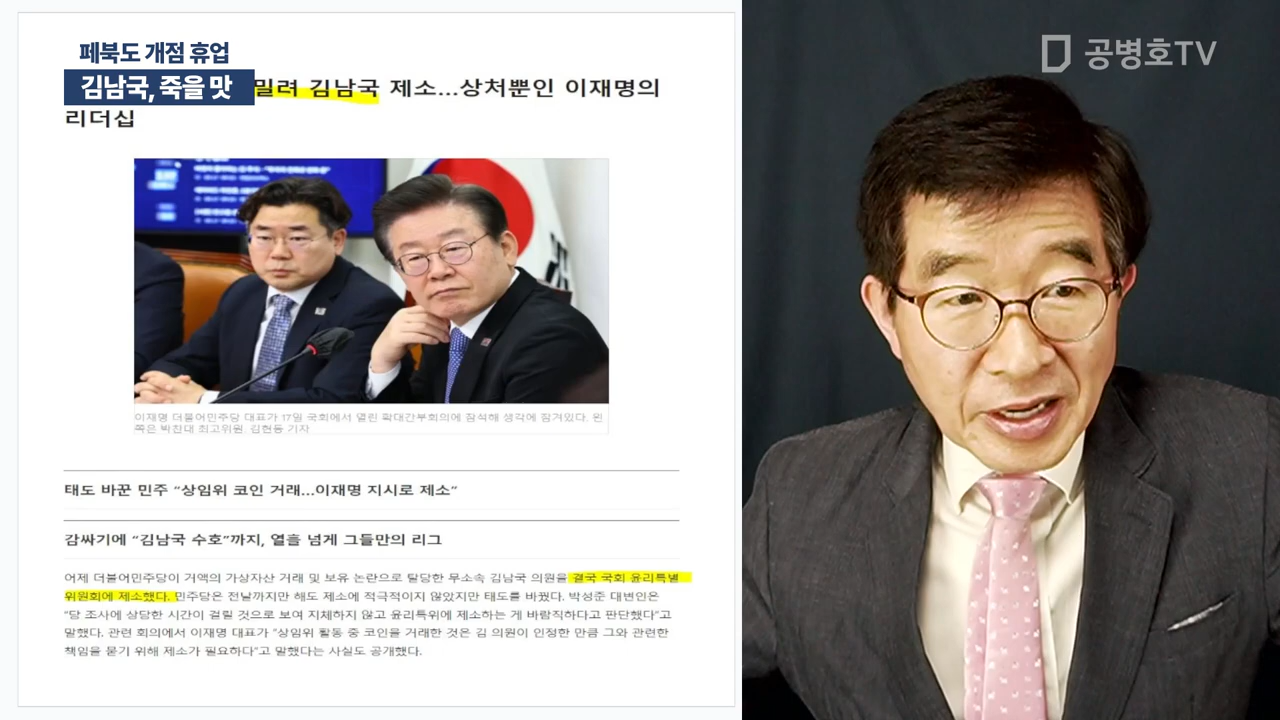 페북도 개점 휴업
김남국, 죽을 맛
공병호TV
밀려 김남국 제소...상처뿐인 이재명의
리더십
이재명 더불어민주당 대표가 17일 국회에서 열린 확대간부회의에 참석해 생각에 잠겨있다. 왼
쪽은 박찬대 최고위원. 김현동 기자
태도 바꾼 민주 "상임위 코인 거래...이재명 지시로 제소"
감싸기에 "김남국 수호"까지, 열흘 넘게 그들만의 리그
어제 더불어민주당이 거액의 가상자산 거래 및 보유 논란으로 탈당한 무소속 김남국 의원을 결국 국회 윤리특별
위원회에 제소했다. 민주당은 전날까지만 해도 제소에 적극적이지 않았지만 태도를 바꿨다. 박성준 대변인은
"당 조사에 상당한 시간이 걸릴 것으로 보여 지체하지 않고 윤리특위에 제소하는 게 바람직하다고 판단했다"고
말했다. 관련 회의에서 이재명 대표가 "상임위 활동 중 코인을 거래한 것은 김 의원이 인정한 만큼 그와 관련한
책임을 묻기 위해 제소가 필요하다"고 말했다는 사실도 공개했다.